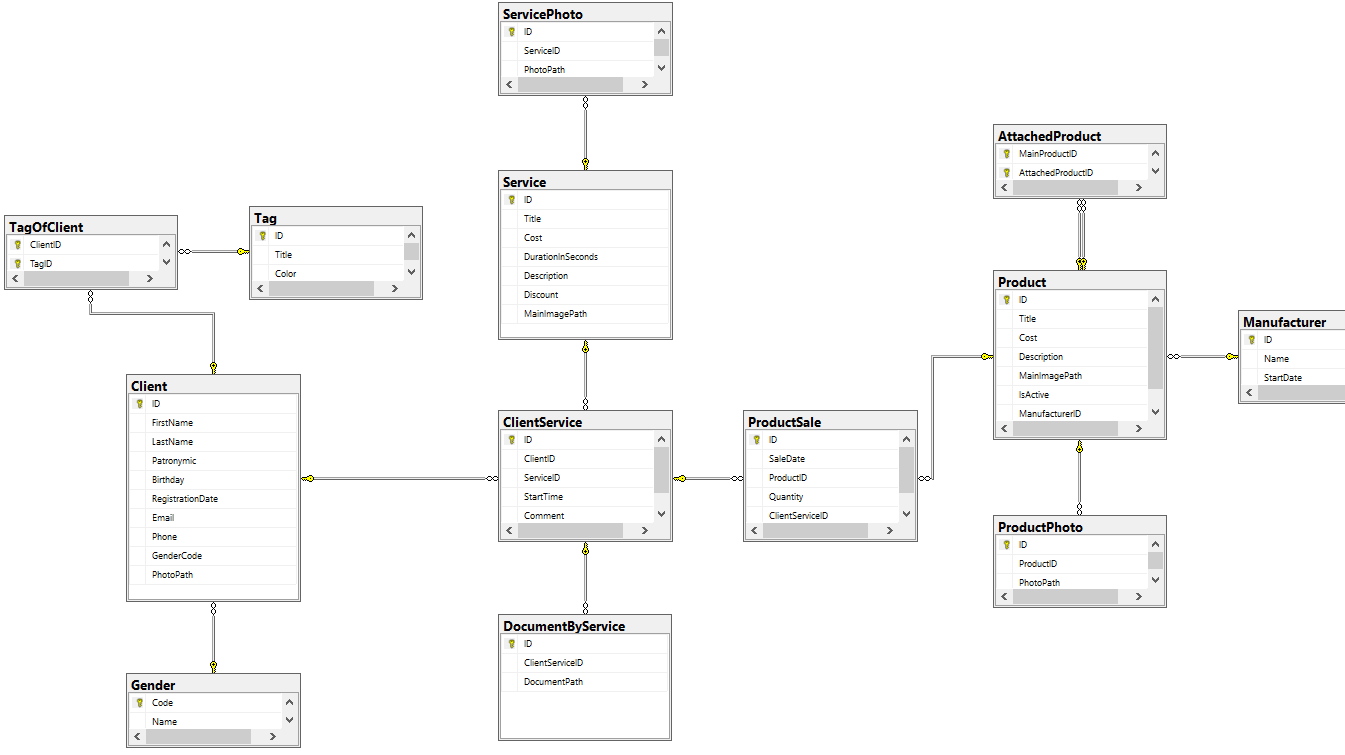 ServicePhoto
ID
ServiceID
PhotoPath
AttachedProduct
MainProductID
AttachedProductID
Service
ID
Title
Cost
DurationInSeconds
Description
Discount
MainImagePath
TagOfClient
ClientID
TagID
Tag
ID
Title
Color
Product
ID
Title
Cost
Description
MainImagePath
IsActive
ManufacturerID
Manufacturer
ID
Name
StartDate
Client
ID
FirstName
LastName
Patronymic
Birthday
RegistrationDate
Email
Phone
GenderCode
PhotoPath
ClientService
ID
ClientID
ServiceID
StartTime
Comment
ProductSale
ID
SaleDate
ProductID
Quantity
ClientServiceID
ProductPhoto
ID
ProductID
PhotoPath
DocumentByService
ID
ClientServiceID
DocumentPath
Gender
Code
Name